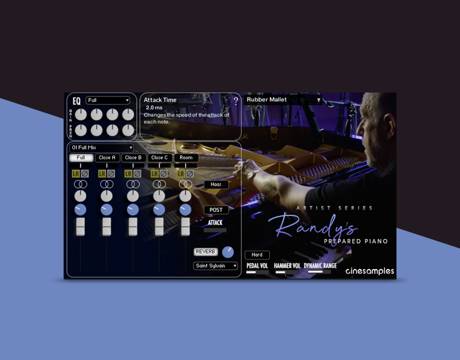 EQ
Full
Attack Time
2.0 ms
Changes the speed of the attack of
each note.
?
Rubber Mallet
01 Full Mix
Full
Close A
Close B
Close C
Room
POST
ATTACK
REVERB
Saint Sylvain
ARTIST SERIES
Randy's
PREPARED PIANO
Hard
PEDAL VOL
HAMMER VOL
DYNAMIC RANGE
cinesamples